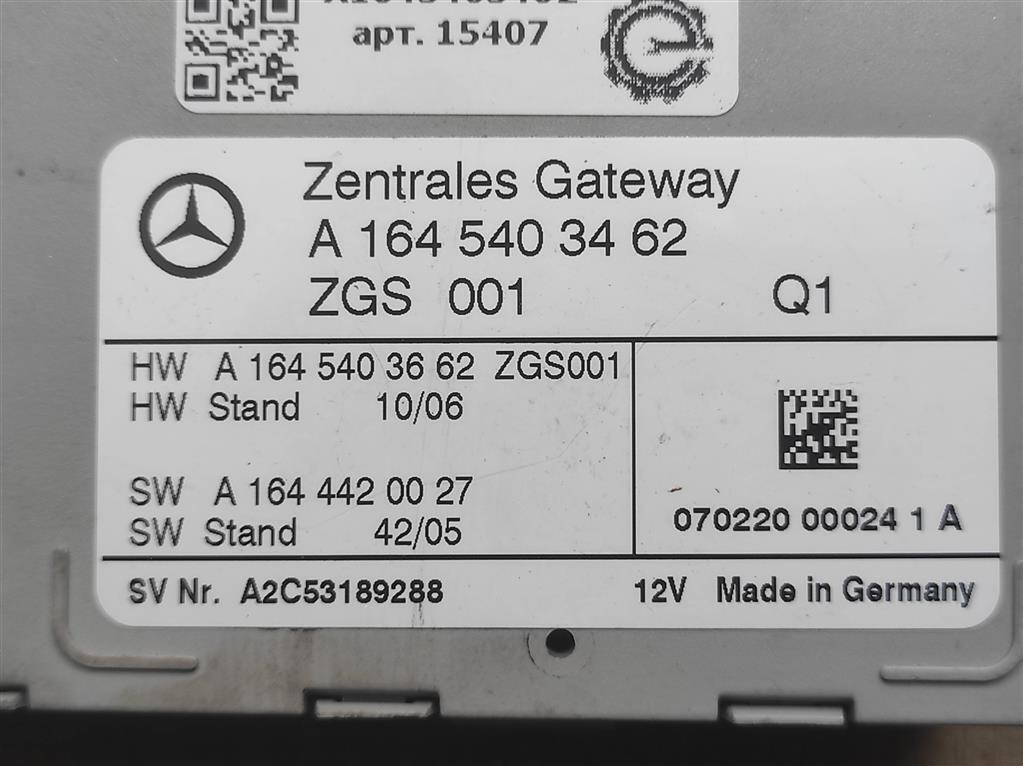 арт. 15407
Zentrales Gateway
A 164 540 34 62
ZGS 001 Q1
HW A 164 540 36 62 ZGS001
HW Stand 10/06
SW A 164 442 00 27
SW Stand 42/05
070220 00024 1 A
SV Nr. A2C53189288 12V Made in Germany